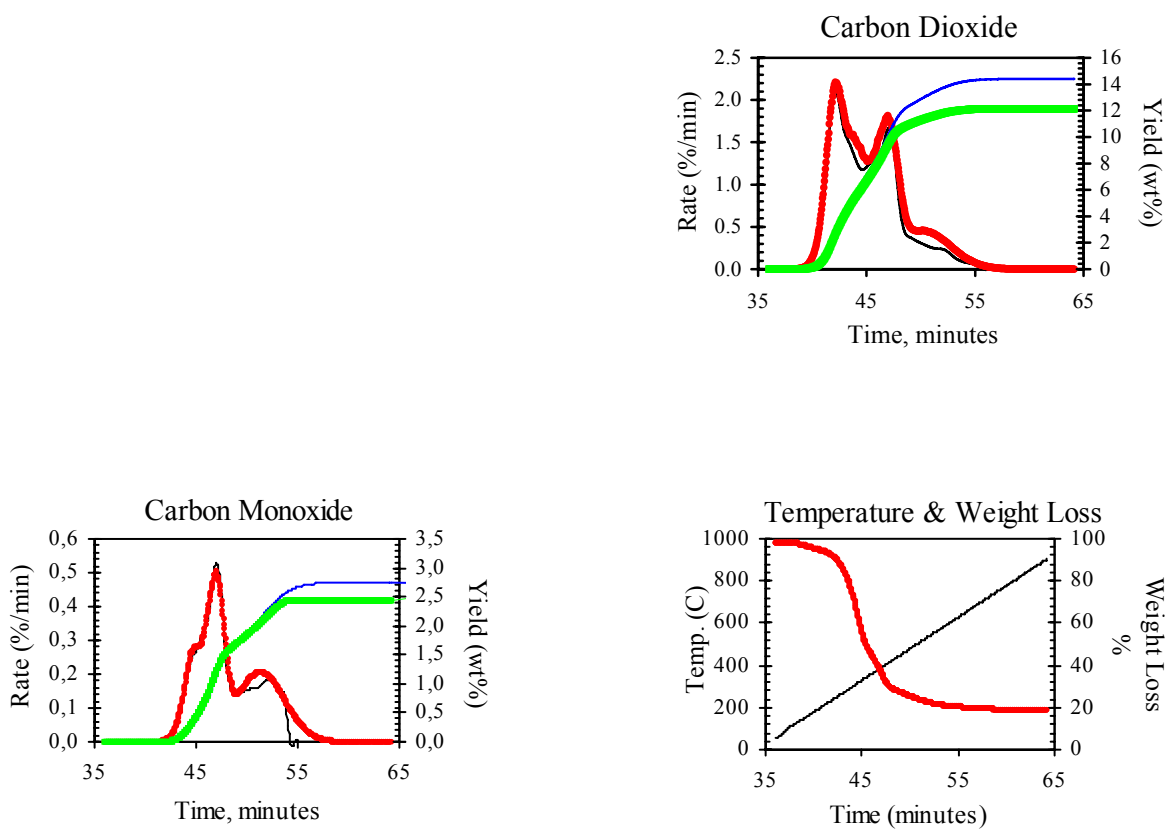 Carbon Dioxide
2.5
2.0
1.5
1.0
0.5
0.0
Rate (%/min)
16
14
12
10
8
6
4
2
0
Yield (wt%)
35 45 55 65
Time, minutes
Carbon Monoxide
0,6
0,5
0,4
0,3
0,2
0,1
0,0
Rate (%/min)
3,5
3,0
2,5
2,0
1,5
1,0
0,5
0,0
Yield (wt%)
35 45 55 65
Time, minutes
Temperature & Weight Loss
1000
800
600
400
200
0
Temp. (C)
100
80
60
40
20
0
Weight Loss
%
35 45 55 65
Time (minutes)